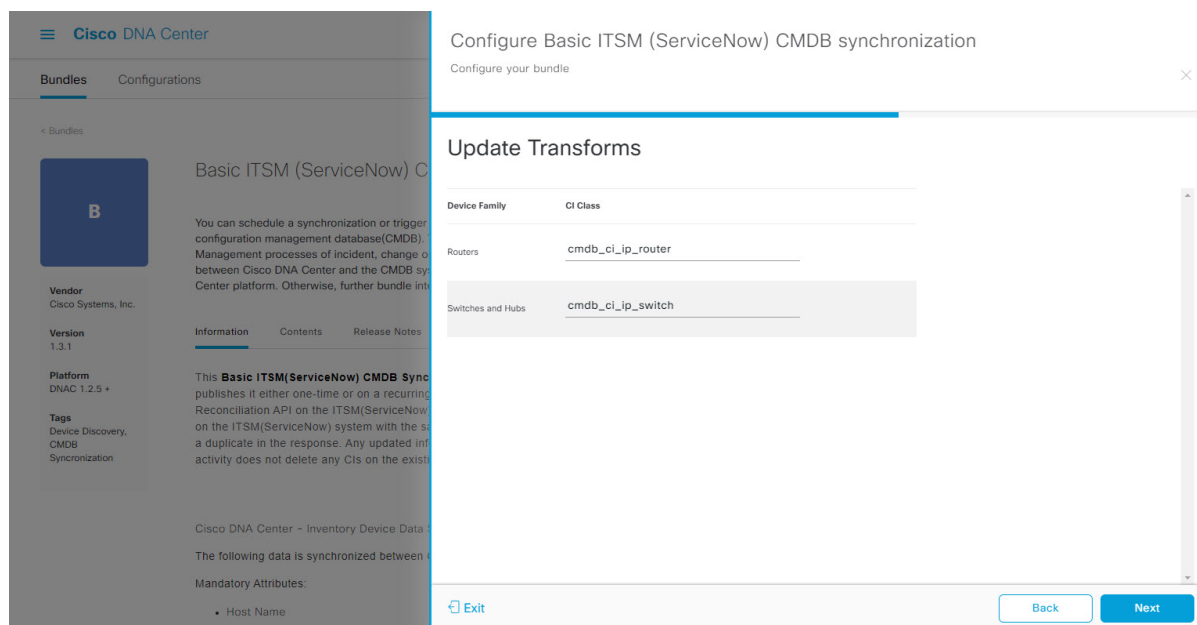 Cisco DNA Center
Bundles Configurations
< Bundles
B
Vendor
Cisco Systems, Inc.
Version
1.3.1
Platform
DNAC 1.2.5 +
Tags
Device Discovery,
CMDB
Syncronization
Basic ITSM (ServiceNow) C
You can schedule a synchronization or trigger
configuration management database(CMDB).
Management processes of incident, change o
between Cisco DNA Center and the CMDB sy
Center platform. Otherwise, further bundle int
Information Contents Release Notes
This Basic ITSM(ServiceNow) CMDB Sync
publishes it either one-time or on a recurring
Reconciliation API on the ITSM(ServiceNow
on the ITSM(ServiceNow) system with the sa
a duplicate in the response. Any updated inf
activity does not delete any CIs on the existi
Cisco DNA Center - Inventory Device Data
The following data is synchronized between
Mandatory Attributes:
• Host Name
Configure Basic ITSM (ServiceNow) CMDB synchronization
Configure your bundle
Update Transforms
Device Family CI Class
Routers cmdb_ci_ip_router
Switches and Hubs cmdb_ci_ip_switch
Exit Back Next